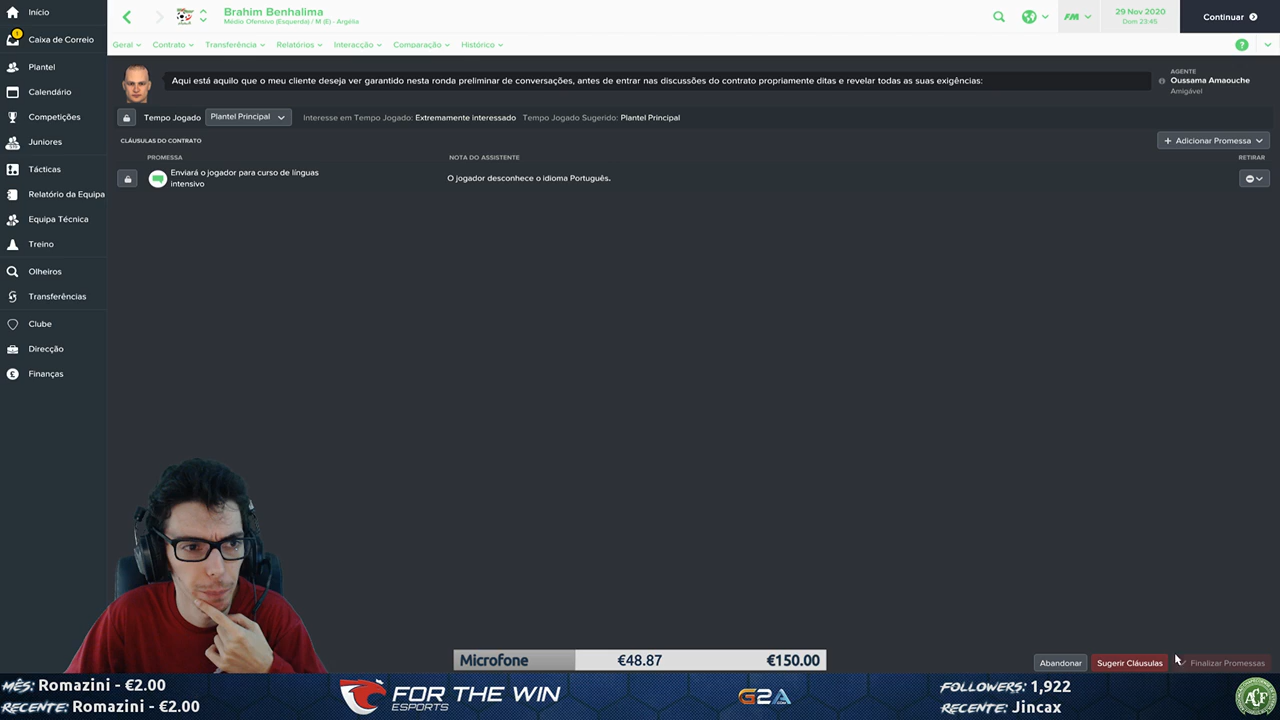 Início
1
Caixa de Correio
Plantel
Calendário
Competições
Juniores
Tácticas
Relatório da Equipa
Equipa Técnica
Treino
Olheiros
Transferências
Clube
Direcção
Finanças
Brahim Benhalima
Médio Ofensivo (Esquerda) / M (E) - Argélia
FM
29 Nov 2020
Dom 23:45
Continuar
Geral
Contrato
Transferência
Relatórios
Interacção
Comparação
Histórico
?
Aqui está aquilo que o meu cliente deseja ver garantido nesta ronda preliminar de conversações, antes de entrar nas discussões do contrato propriamente ditas e revelar todas as suas exigências:
AGENTE
Oussama Amaouche
Amigável
Tempo Jogado
Plantel Principal
Interesse em Tempo Jogado: Extremamente interessado
Tempo Jogado Sugerido: Plantel Principal
CLÁUSULAS DO CONTRATO
+ Adicionar Promessa
PROMESSA
NOTA DO ASSISTENTE
RETIRAR
Enviará o jogador para curso de línguas
intensivo
O jogador desconhece o idioma Português.
Microfone €48.87 €150.00
Abandonar
Sugerir Cláusulas
Finalizar Promessas
MÊS: Romazini - €2.00
RECENTE: Romazini - €2.00
FOR THE WIN
ESPORTS
G2A
FOLLOWERS: 1,922
RECENTE: Jincax
ACF